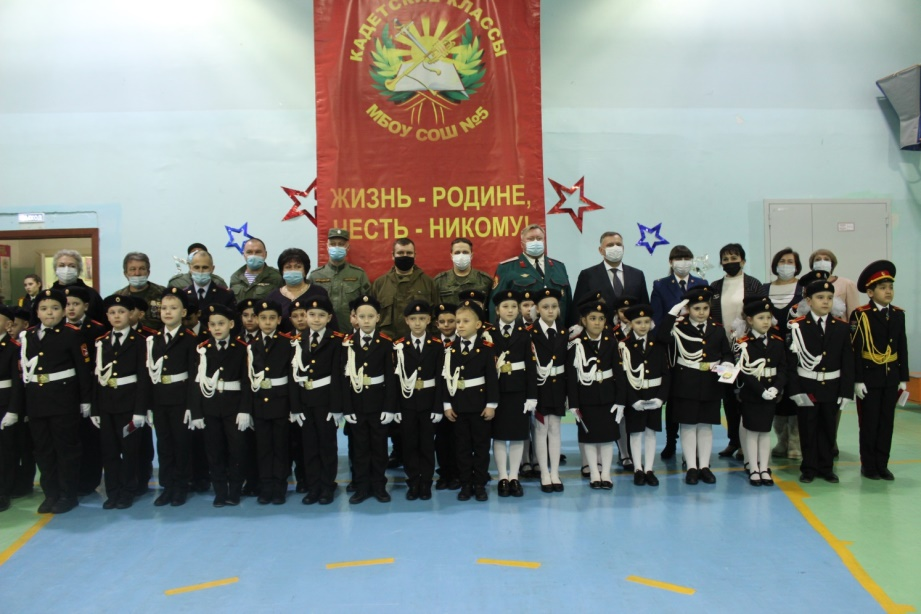 КАДЕТСКИЕ КЛАССЫ
МБОУ СОШ №5
ЖИЗНЬ - РОДИНЕ,
ЧЕСТЬ - НИКОМУ!